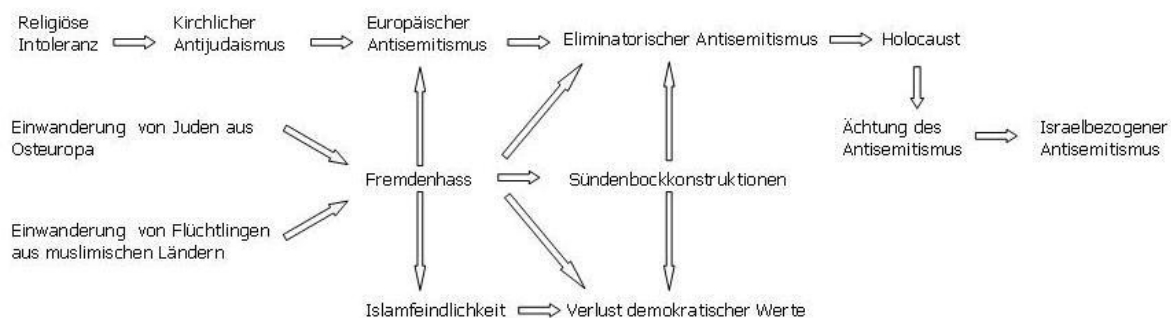 Religiöse
Intoleranz
Kirchlicher
Antijudaismus
Europäischer
Antisemitismus
Eliminatorischer Antisemitismus
Holocaust
Einwanderung von Juden aus
Osteuropa
Ächtung des
Antisemitismus
Israelbezogener
Antisemitismus
Fremdenhass
Sündenbockkonstruktionen
Einwanderung von Flüchtlingen
aus muslimischen Ländern
Islamfeindlichkeit
Verlust demokratischer Werte